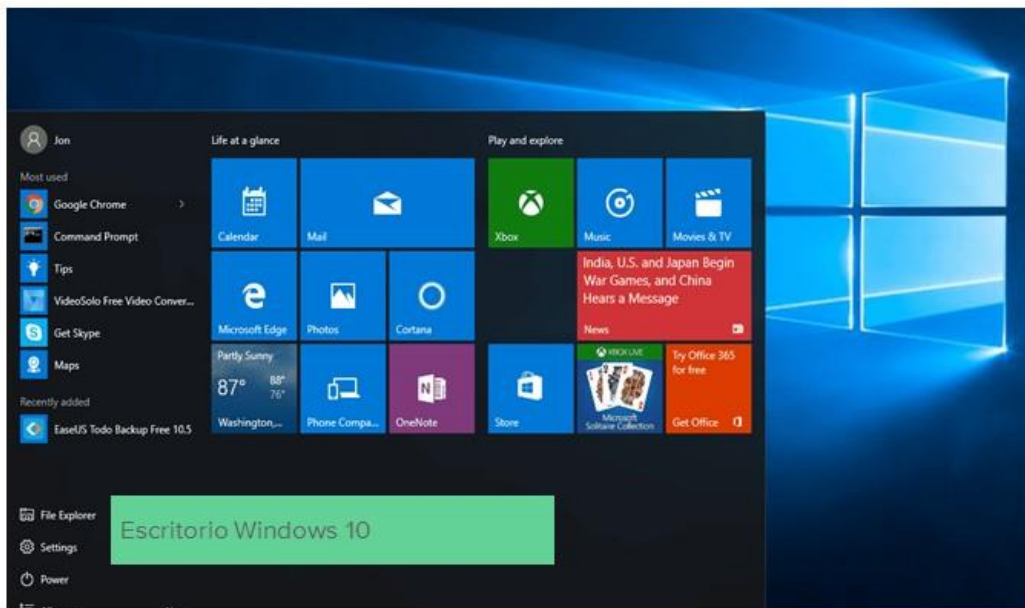 Jon
Most used
Google Chrome
Command Prompt
Tips
VideoSolo Free Video Conver...
Get Skype
Maps
Recently added
EaseUS Todo Backup Free 10.5
File Explorer
Settings
Power
Life at a glance
Calendar
Mail
Microsoft Edge
Photos
Cortana
Partly Sunny
87° 88°
76°
Washington,...
Phone Compa...
N
OneNote
Play and explore
Xbox
Music
Movies & TV
India, U.S. and Japan Begin
War Games, and China
Hears a Message
News
Store
XBOX LIVE
Microsoft
Solitaire Collection
Try Office 365
for free
Get Office
Escritorio Windows 10